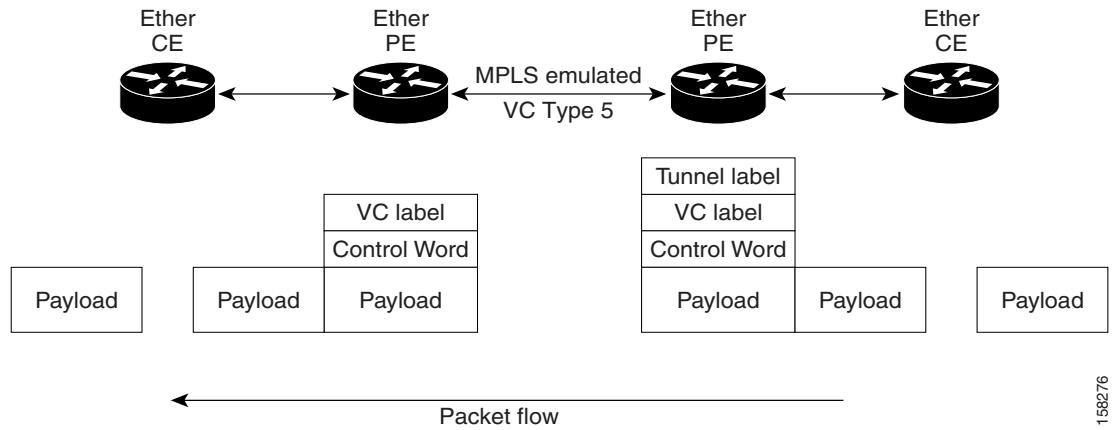 Ether
CE
Ether
PE
Ether
PE
Ether
CE
MPLS emulated
VC Type 5
Tunnel label
VC label
VC label
Control Word
Control Word
Payload
Payload
Payload
Payload
Payload
Payload
Packet flow
158276